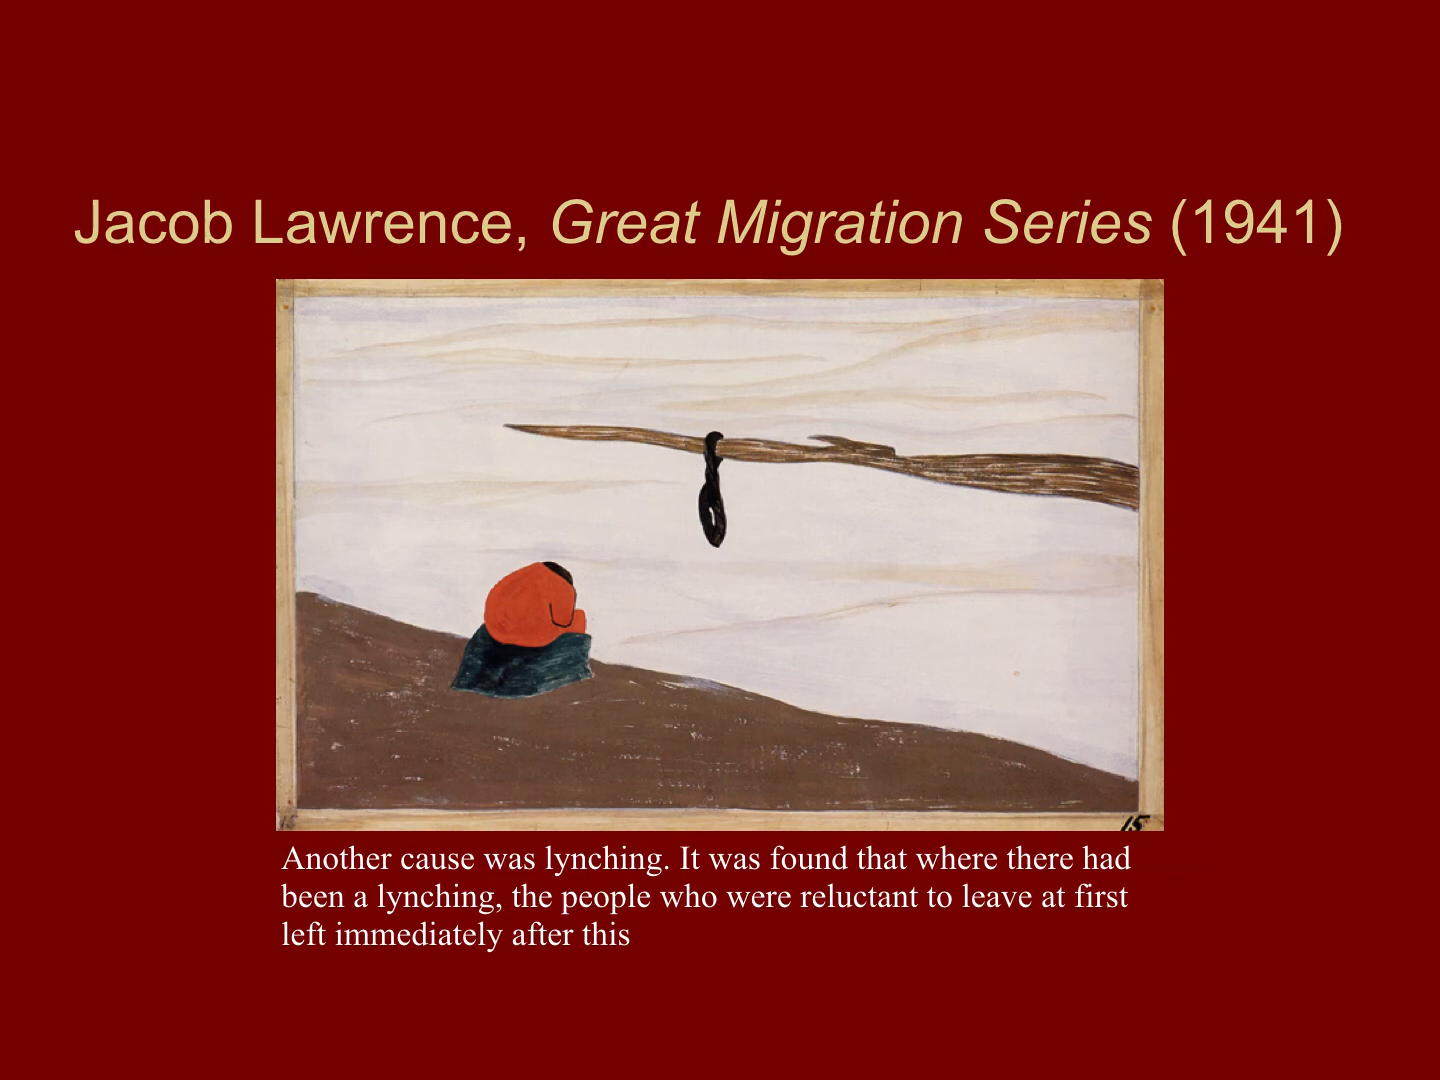 Jacob Lawrence, Great Migration Series (1941)
15
15
Another cause was lynching. It was found that where there had
been a lynching, the people who were reluctant to leave at first
left immediately after this